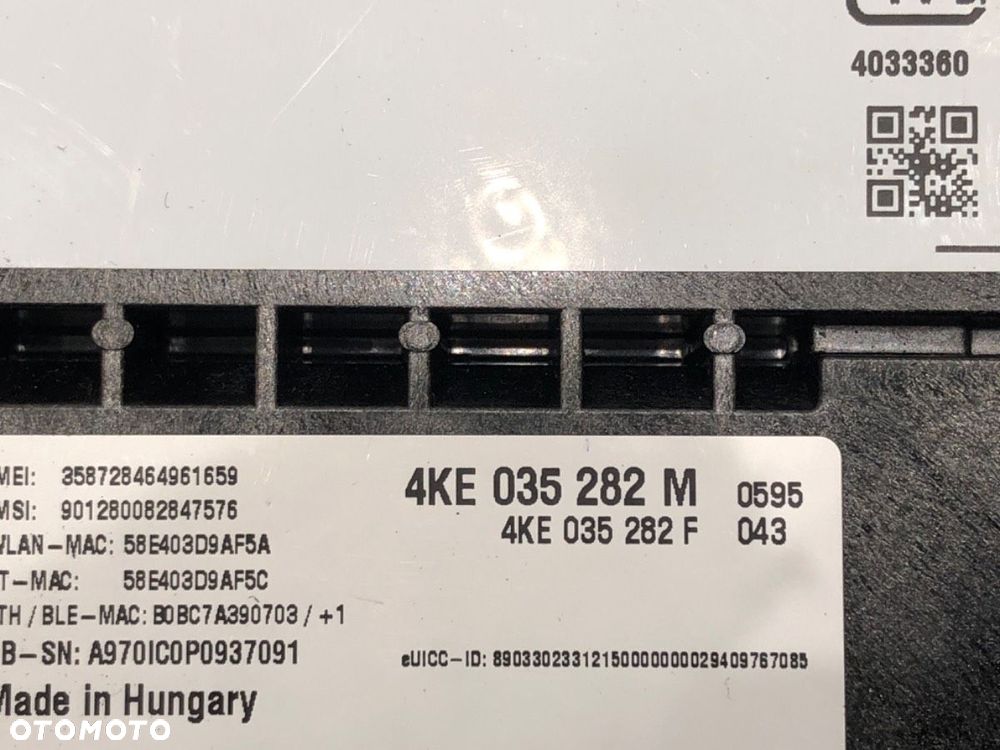 4033360
MEI: 358728464961659
MSI: 901280082847576
WLAN-MAC: 58E403D9AF5A
T-MAC: 58E403D9AF5C
TH / BLE-MAC: B0BC7A390703 / +1
B-SN: A970IC0P0937091
Made in Hungary
4KE 035 282 M 0595
4KE 035 282 F 043
eUICC-ID: 89033023312150000000029409767085
OTOMOTO